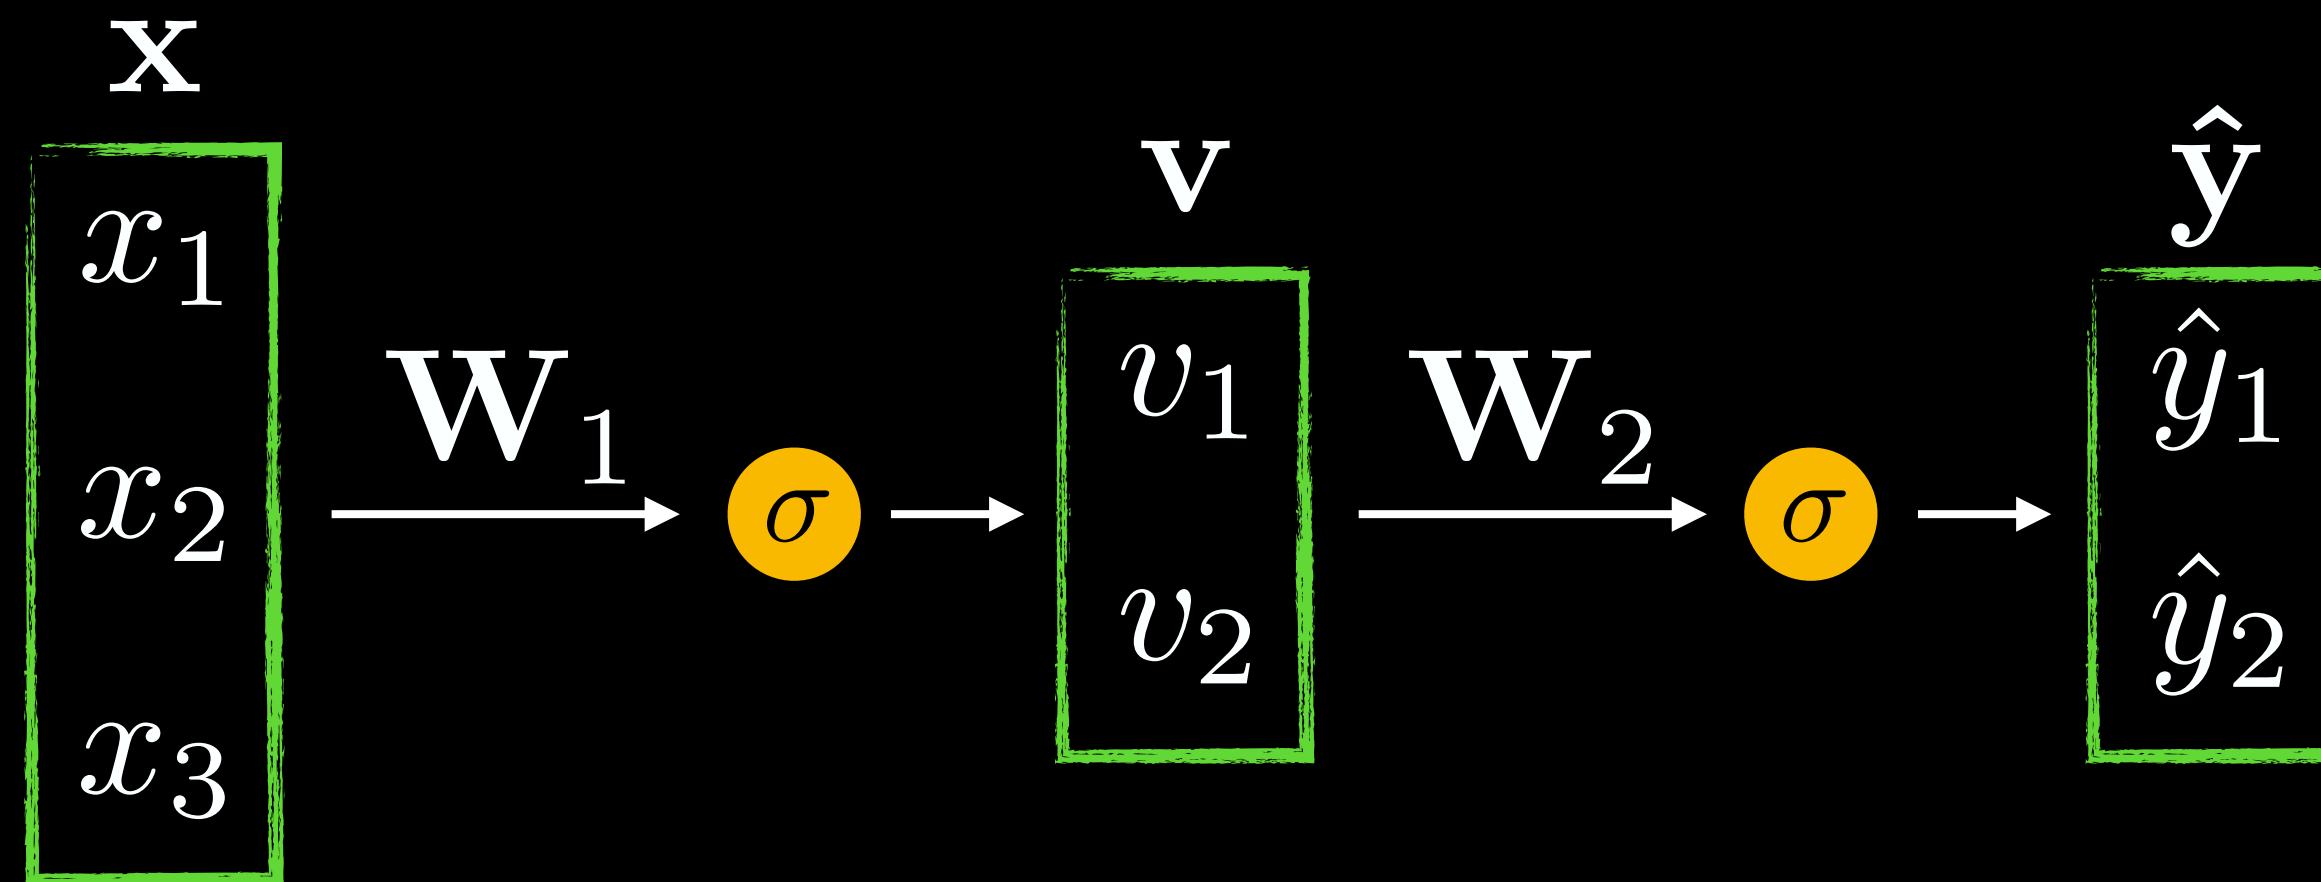 x
x₁
x₂
x₃
W₁
σ
v
v₁
v₂
W₂
σ
ŷ
ŷ₁
ŷ₂